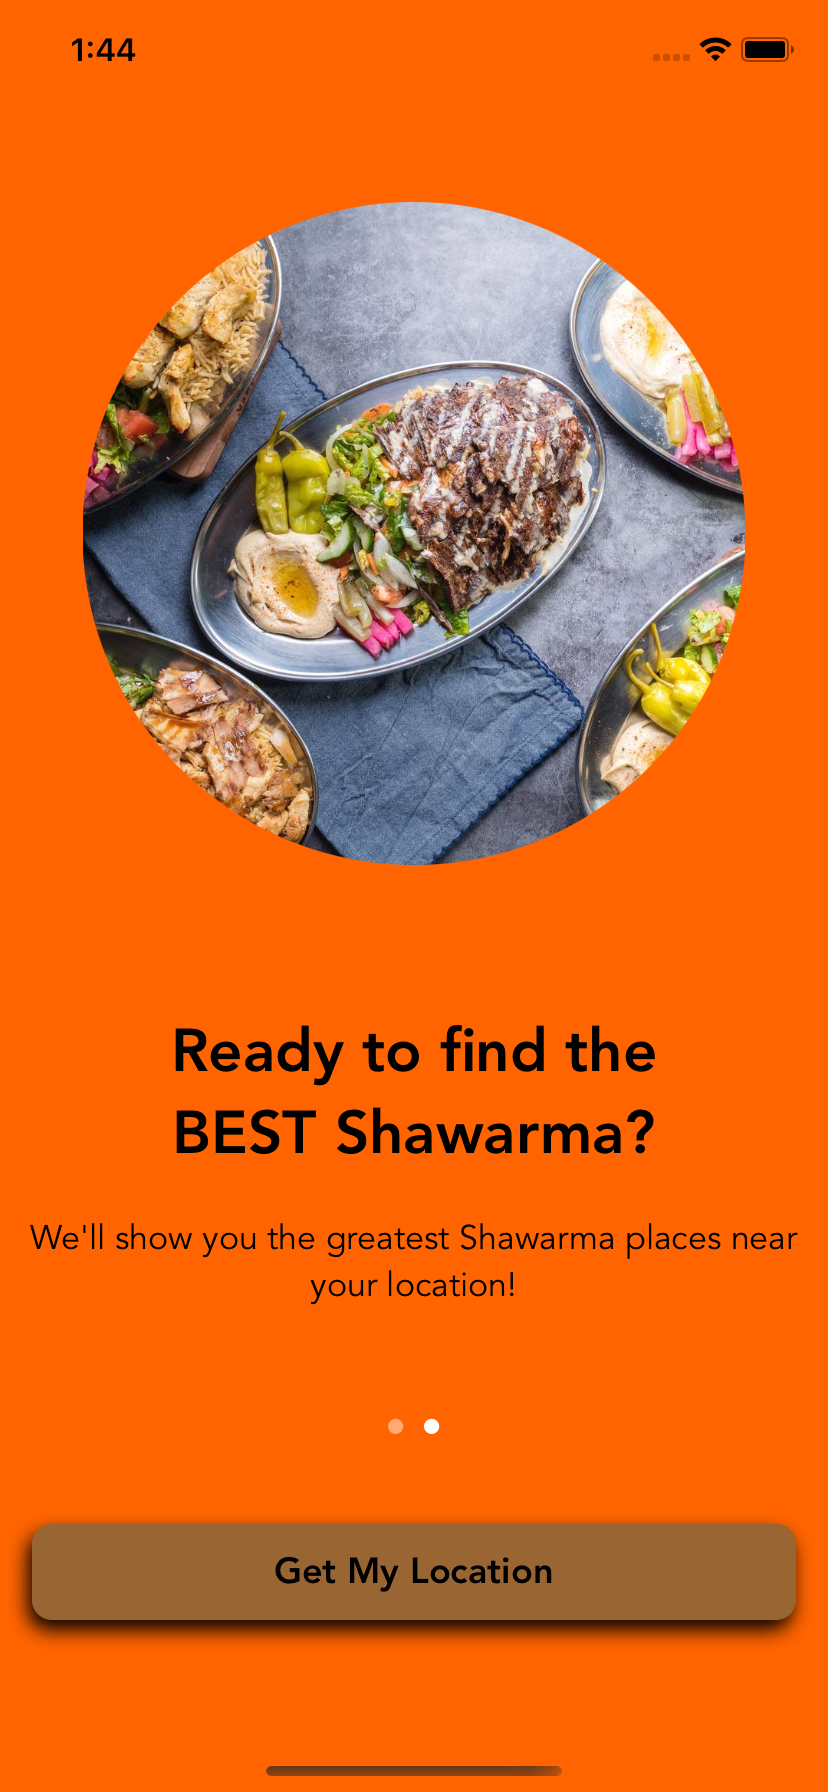 1:44
Ready to find the
BEST Shawarma?
We'll show you the greatest Shawarma places near
your location!
Get My Location